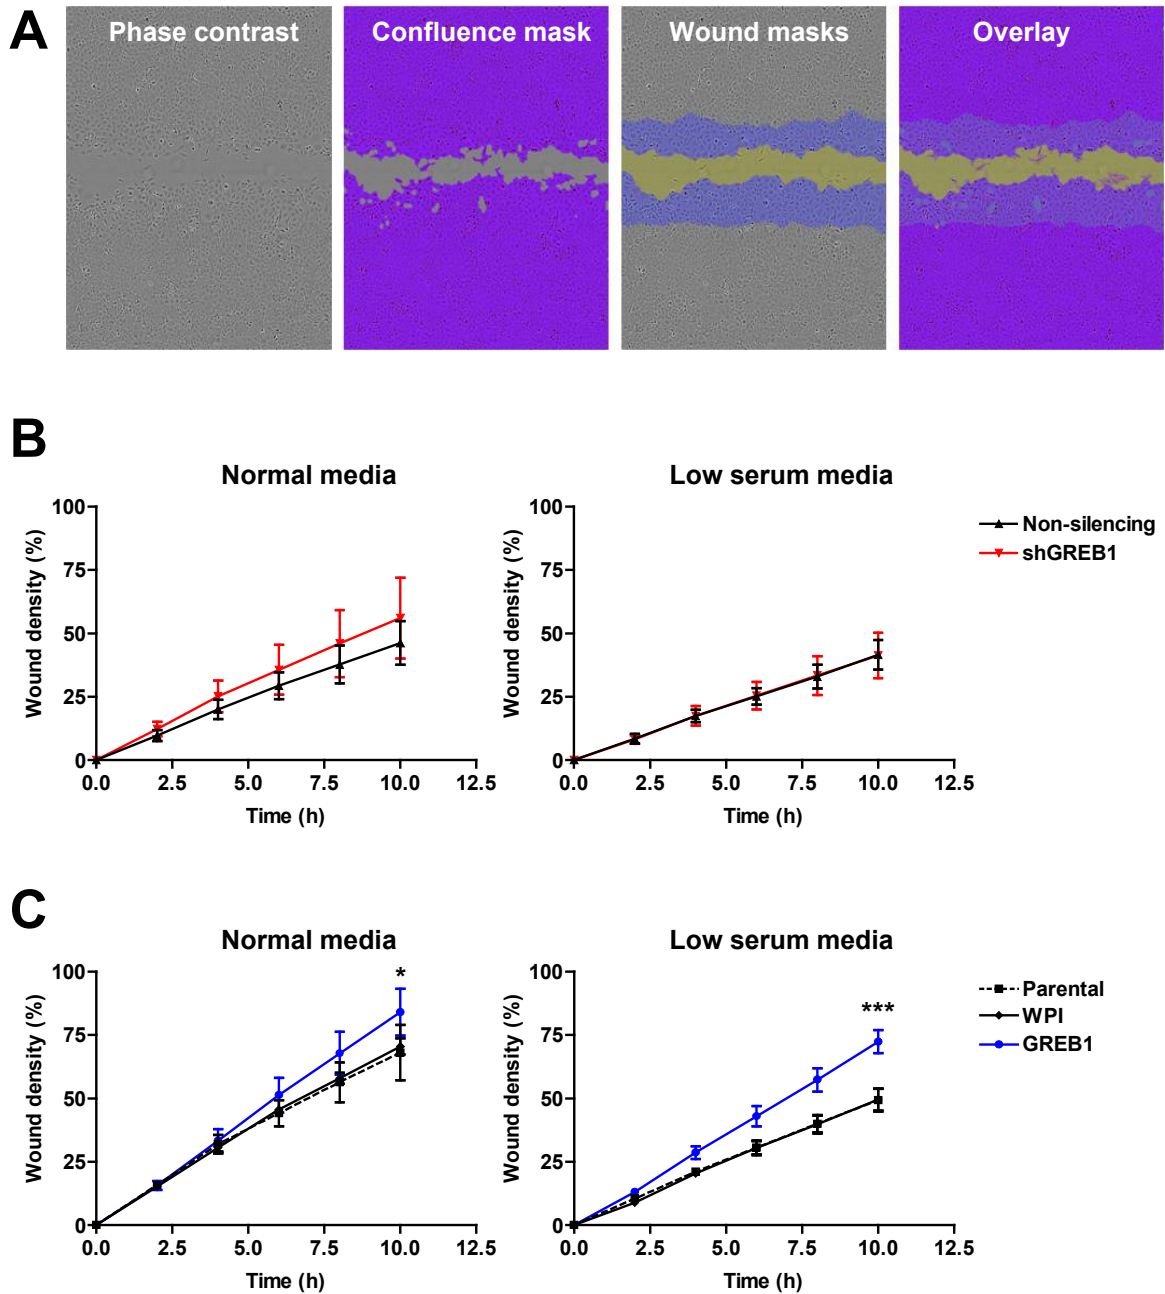 A
Phase contrast
Confluence mask
Wound masks
Overlay
B
Normal media
Wound density (%)
100
75
50
25
0
0.0 2.5 5.0 7.5 10.0 12.5
Time (h)
Low serum media
Wound density (%)
100
75
50
25
0
0.0 2.5 5.0 7.5 10.0 12.5
Time (h)
Non-silencing
shGREB1
C
Normal media
Wound density (%)
100
75
50
25
0
*
0.0 2.5 5.0 7.5 10.0 12.5
Time (h)
Low serum media
Wound density (%)
100
75
50
25
0
***
0.0 2.5 5.0 7.5 10.0 12.5
Time (h)
Parental
WPI
GREB1